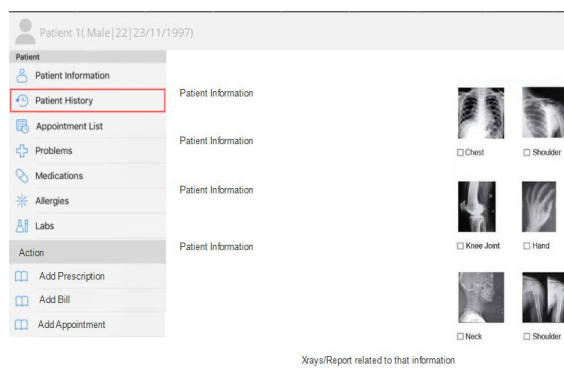 Patient 1( Male|22|23/11/1997)
Patient
Patient Information
Patient History
Appointment List
Problems
Medications
Allergies
Labs
Action
Add Prescription
Add Bill
Add Appointment
Patient Information
Patient Information
Patient Information
Patient Information
Chest
Shoulder
Knee Joint
Hand
Neck
Shoulder
Xrays/Report related to that information